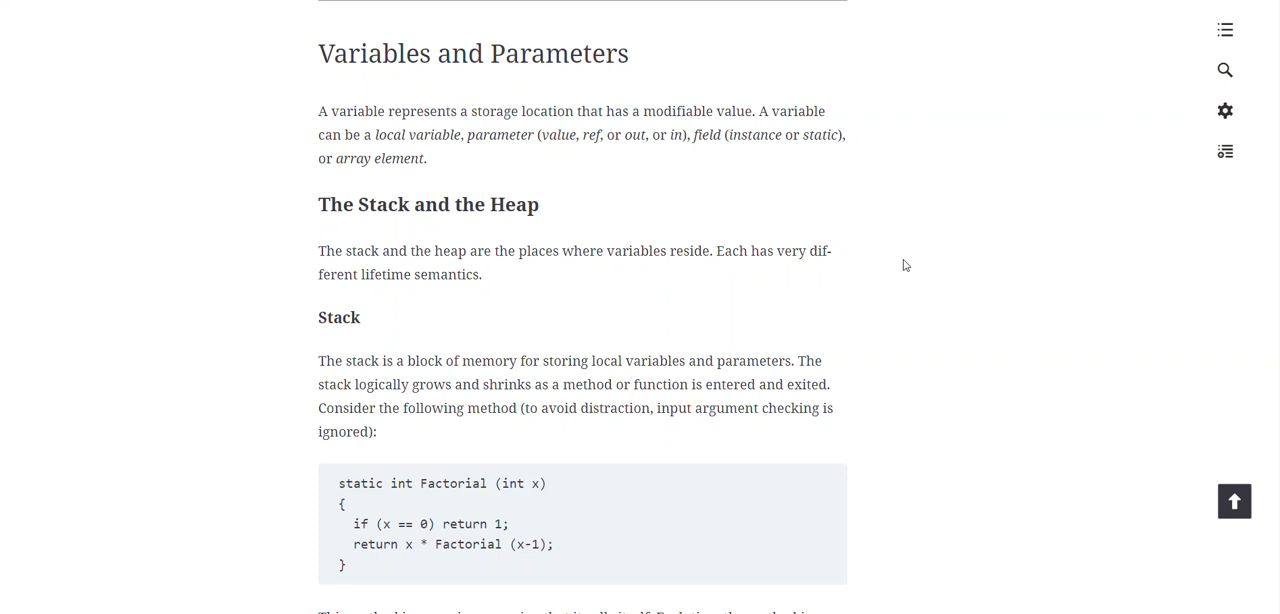 Variables and Parameters
A variable represents a storage location that has a modifiable value. A variable
can be a local variable, parameter (value, ref, or out, or in), field (instance or static),
or array element.
The Stack and the Heap
The stack and the heap are the places where variables reside. Each has very dif-
ferent lifetime semantics.
Stack
The stack is a block of memory for storing local variables and parameters. The
stack logically grows and shrinks as a method or function is entered and exited.
Consider the following method (to avoid distraction, input argument checking is
ignored):
static int Factorial (int x)
{
  if (x == 0) return 1;
  return x * Factorial (x-1);
}